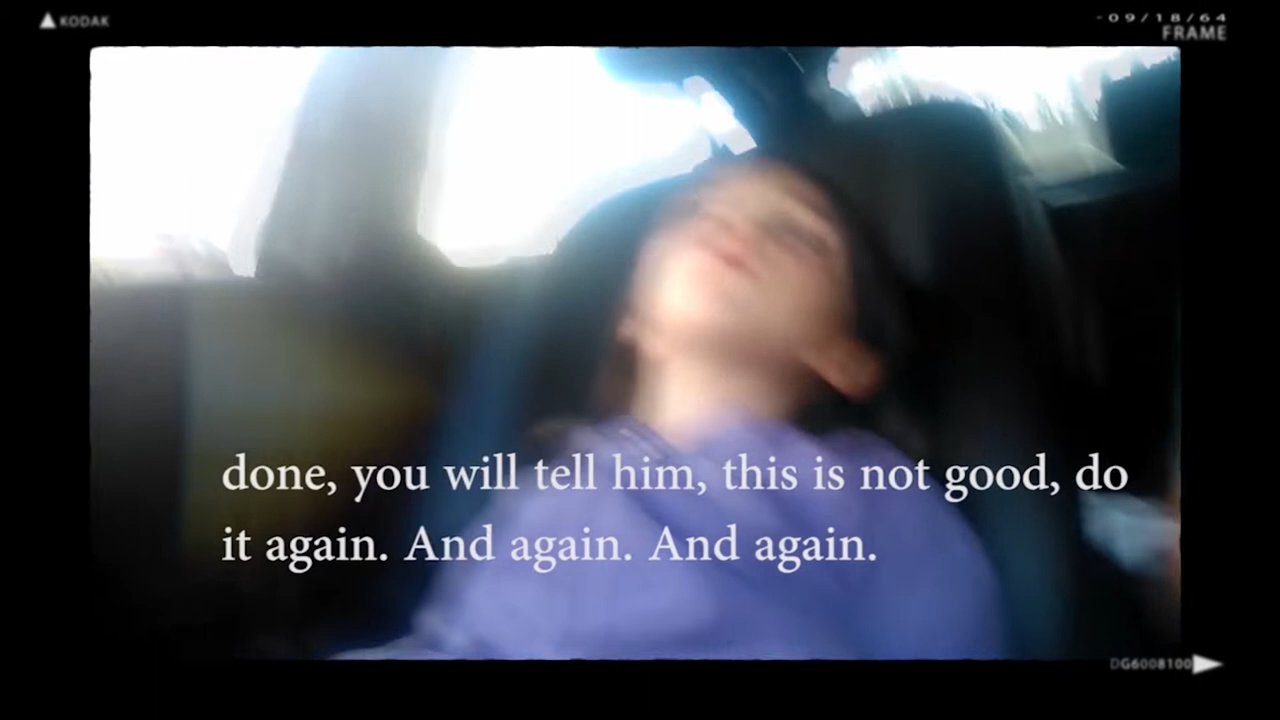 KODAK
-09/18/64
FRAME
done, you will tell him, this is not good, do
it again. And again. And again.
DG6008100